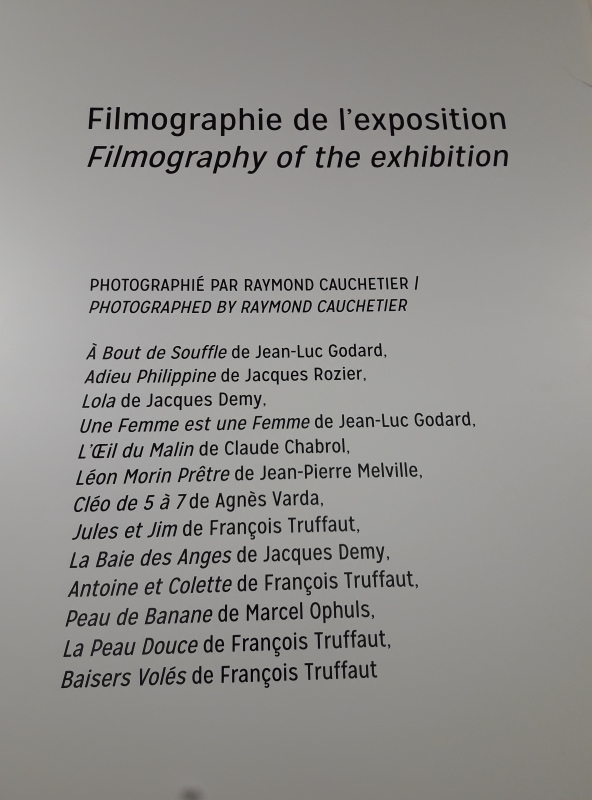 Filmographie de l'exposition
Filmography of the exhibition
PHOTOGRAPHIÉ PAR RAYMOND CAUCHETIER /
PHOTOGRAPHED BY RAYMOND CAUCHETIER
À Bout de Souffle de Jean-Luc Godard,
Adieu Philippine de Jacques Rozier,
Lola de Jacques Demy,
Une Femme est une Femme de Jean-Luc Godard,
L'Œil du Malin de Claude Chabrol,
Léon Morin Prêtre de Jean-Pierre Melville,
Cléo de 5 à 7 de Agnès Varda,
Jules et Jim de François Truffaut,
La Baie des Anges de Jacques Demy,
Antoine et Colette de François Truffaut,
Peau de Banane de Marcel Ophuls,
La Peau Douce de François Truffaut,
Baisers Volés de François Truffaut